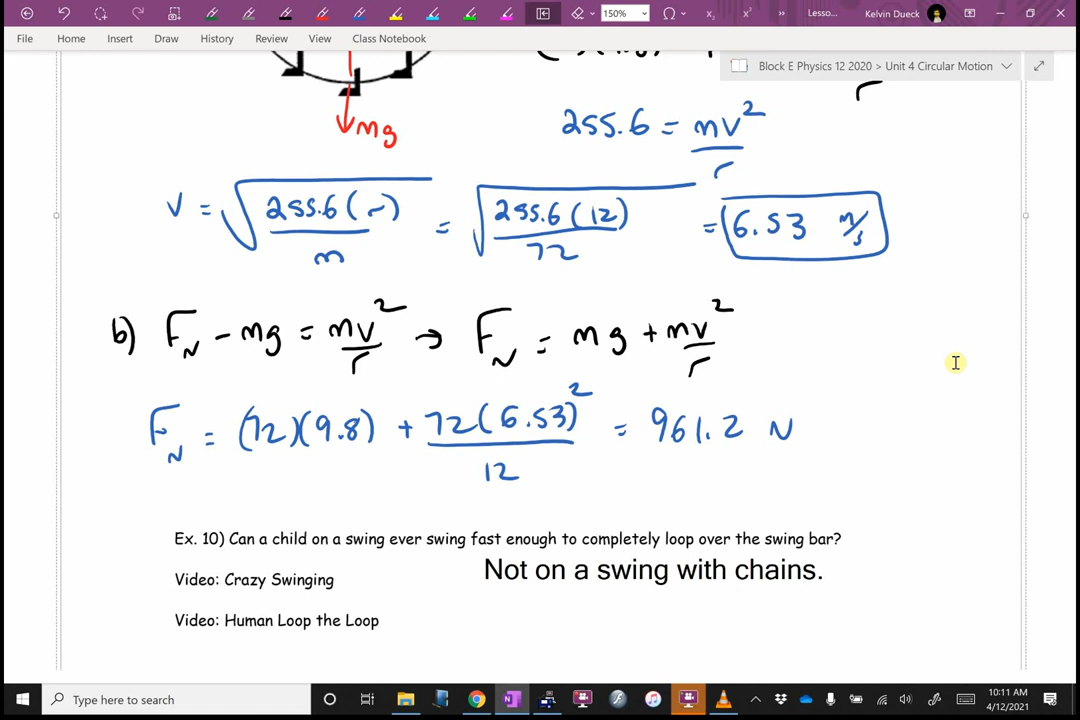 150%
Lesso...
Kelvin Dueck
File Home Insert Draw History Review View Class Notebook
Block E Physics 12 2020 > Unit 4 Circular Motion
r
mg
255.6 = mv²/r
v = √(255.6(r)/m) = √(255.6(12)/72) = 6.53 m/s
b) F_N - mg = mv²/r → F_N = mg + mv²/r
F_N = (72)(9.8) + 72(6.53)²/12 = 961.2 N
Ex. 10) Can a child on a swing ever swing fast enough to completely loop over the swing bar?
Not on a swing with chains.
Video: Crazy Swinging
Video: Human Loop the Loop
Type here to search
10:11 AM
4/12/2021